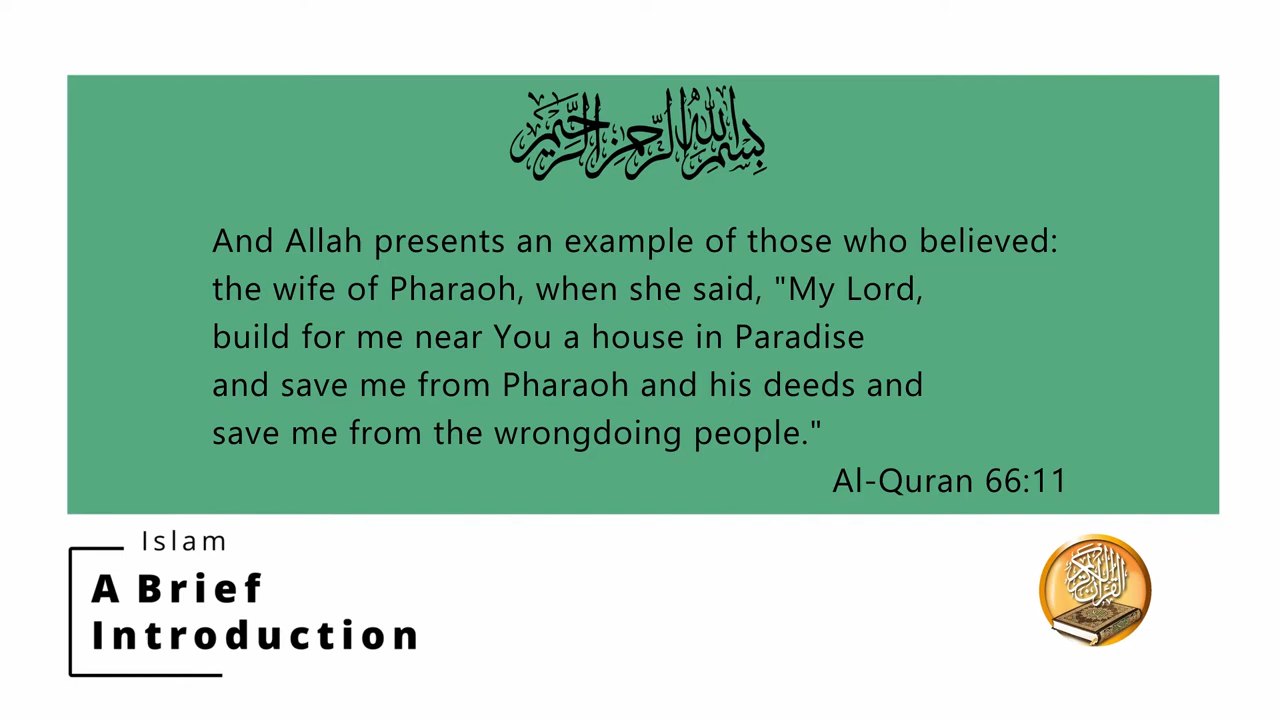 بسم الله الرحمن الرحيم
And Allah presents an example of those who believed:
the wife of Pharaoh, when she said, "My Lord,
build for me near You a house in Paradise
and save me from Pharaoh and his deeds and
save me from the wrongdoing people."
Al-Quran 66:11
Islam
A Brief
Introduction
القرآن الكريم